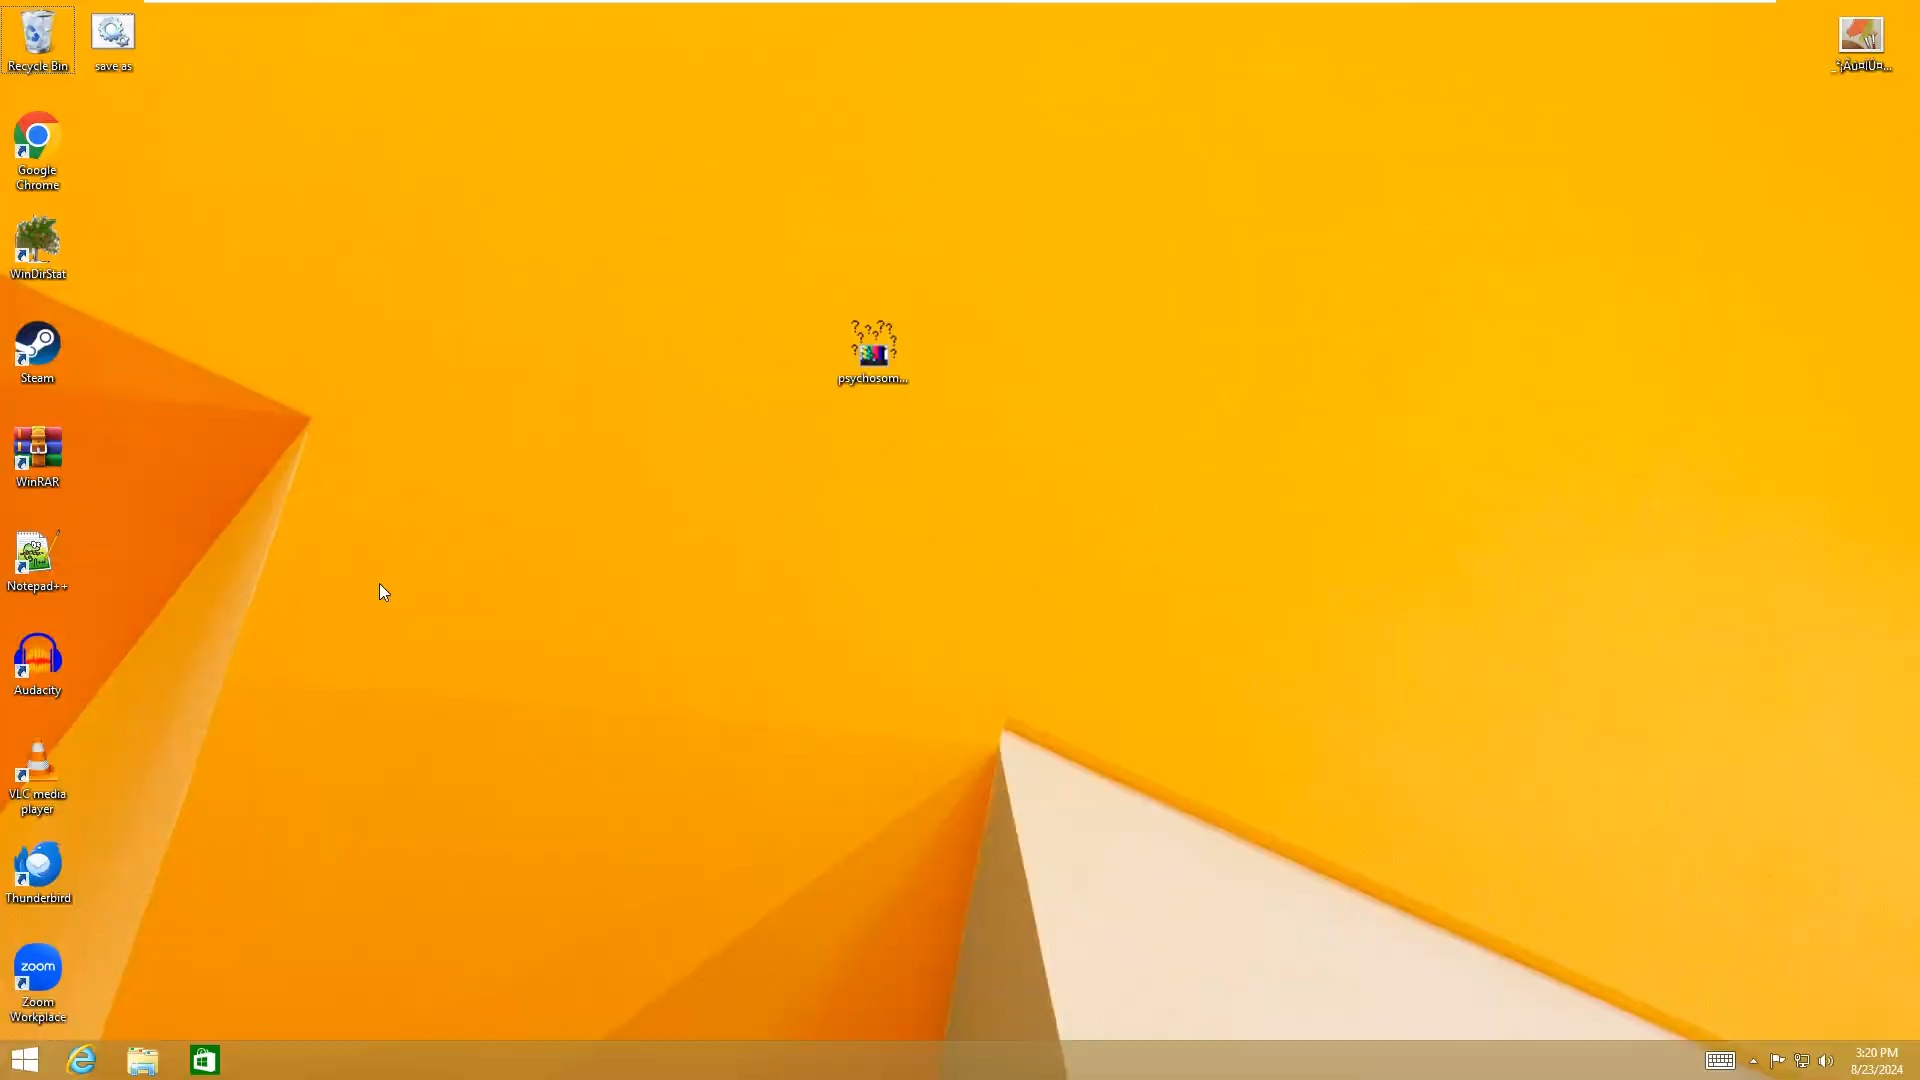 Recycle Bin
save as
Google
Chrome
WinDirStat
Steam
WinRAR
Notepad++
Audacity
VLC media
player
Thunderbird
zoom
Zoom
Workplace
? ? ? ? ? ? ? ? ? ?
psychosom...
3:20 PM
8/23/2024